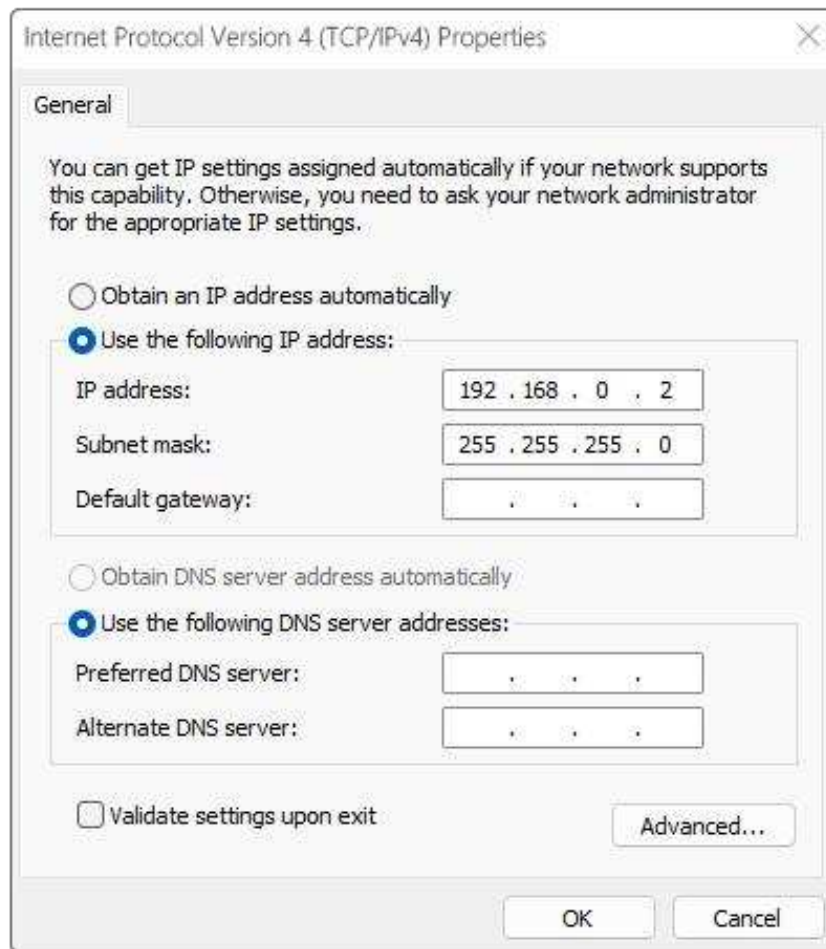 Internet Protocol Version 4 (TCP/IPv4) Properties
General
You can get IP settings assigned automatically if your network supports
this capability. Otherwise, you need to ask your network administrator
for the appropriate IP settings.
Obtain an IP address automatically
Use the following IP address:
IP address: 192 . 168 . 0 . 2
Subnet mask: 255 . 255 . 255 . 0
Default gateway: . . .
Obtain DNS server address automatically
Use the following DNS server addresses:
Preferred DNS server: . . .
Alternate DNS server: . . .
Validate settings upon exit
Advanced...
OK Cancel